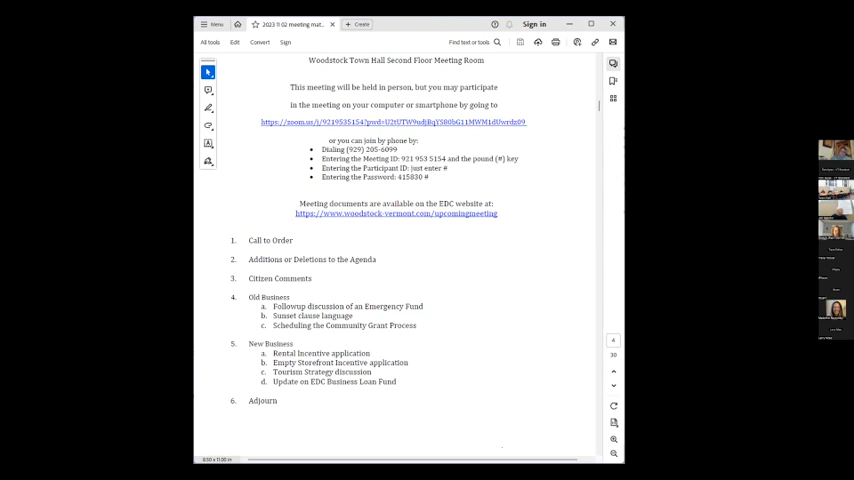 Menu
2023 11 02 meeting mat...
Create
Sign in
All tools
Edit
Convert
Sign
Find text or tools
Woodstock Town Hall Second Floor Meeting Room
This meeting will be held in person, but you may participate
in the meeting on your computer or smartphone by going to
or you can join by phone by:
• Dialing (929) 205-6099
• Entering the Meeting ID: 921 953 5154 and the pound (#) key
• Entering the Participant ID: just enter #
• Entering the Password: 415830 #
Meeting documents are available on the EDC website at:
https://www.woodstock-vermont.com/upcomingmeeting
1. Call to Order
2. Additions or Deletions to the Agenda
3. Citizen Comments
4. Old Business
a. Followup discussion of an Emergency Fund
b. Sunset clause language
c. Scheduling the Community Grant Process
5. New Business
a. Rental Incentive application
b. Empty Storefront Incentive application
c. Tourism Strategy discussion
d. Update on EDC Business Loan Fund
6. Adjourn
4
30
8.50 x 11.00 in